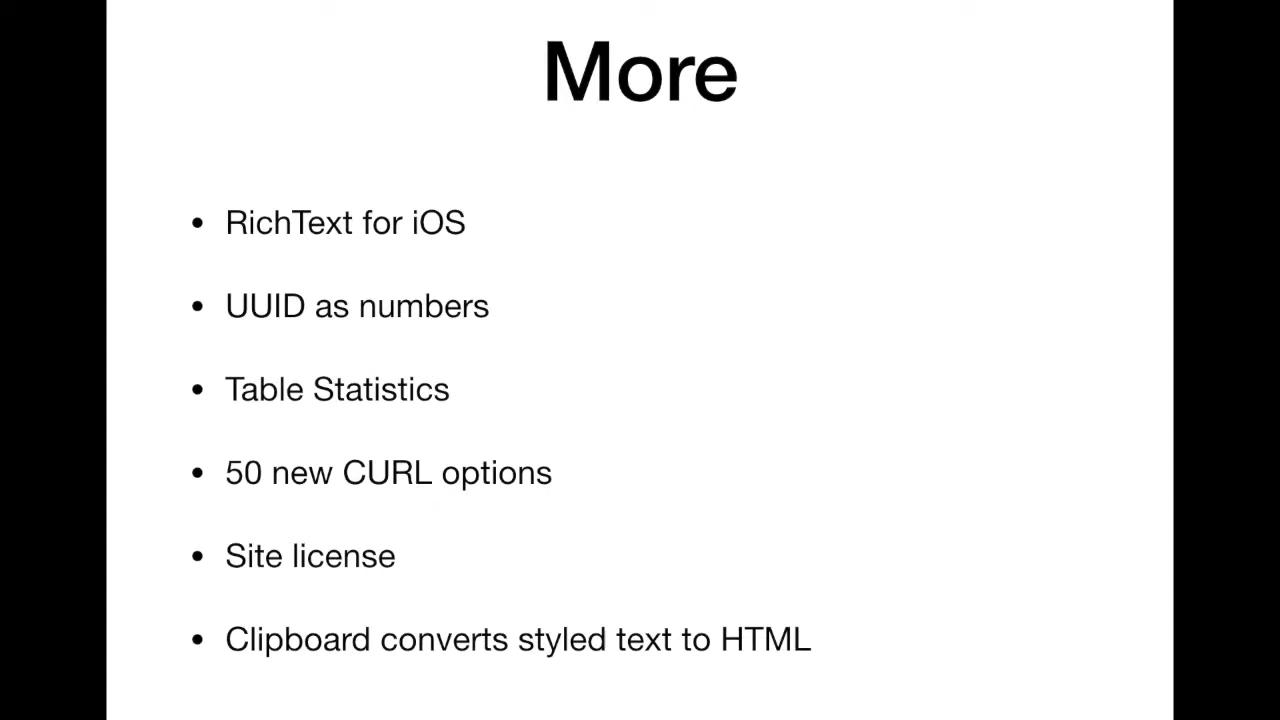 More
• RichText for iOS
• UUID as numbers
• Table Statistics
• 50 new CURL options
• Site license
• Clipboard converts styled text to HTML